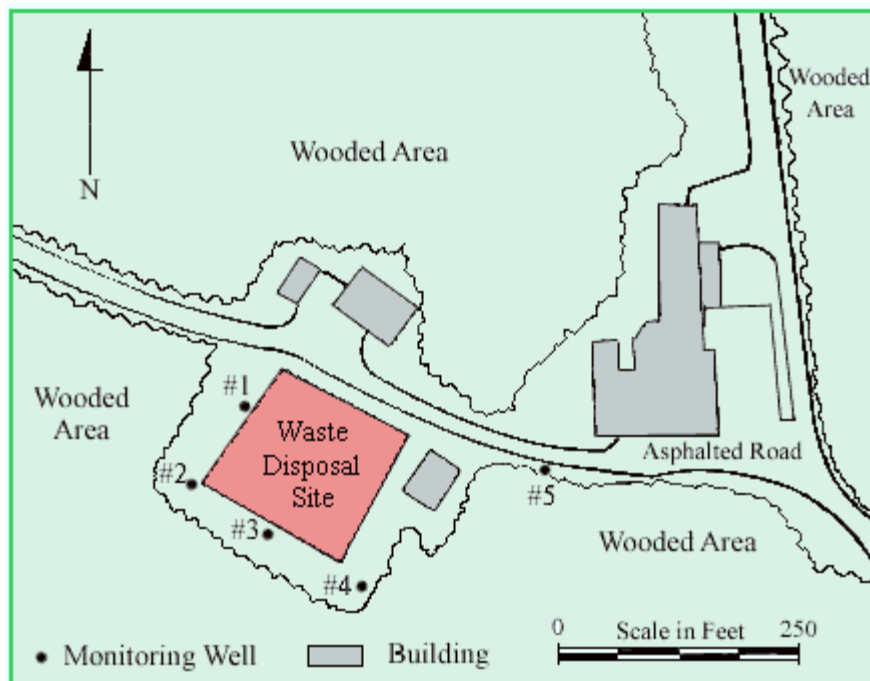 Wooded
Area
Wooded Area
N
Wooded
Area
#1
Waste
Disposal
Site
#2
#3
#4
#5
Asphalted Road
Wooded Area
0 Scale in Feet 250
Monitoring Well
Building